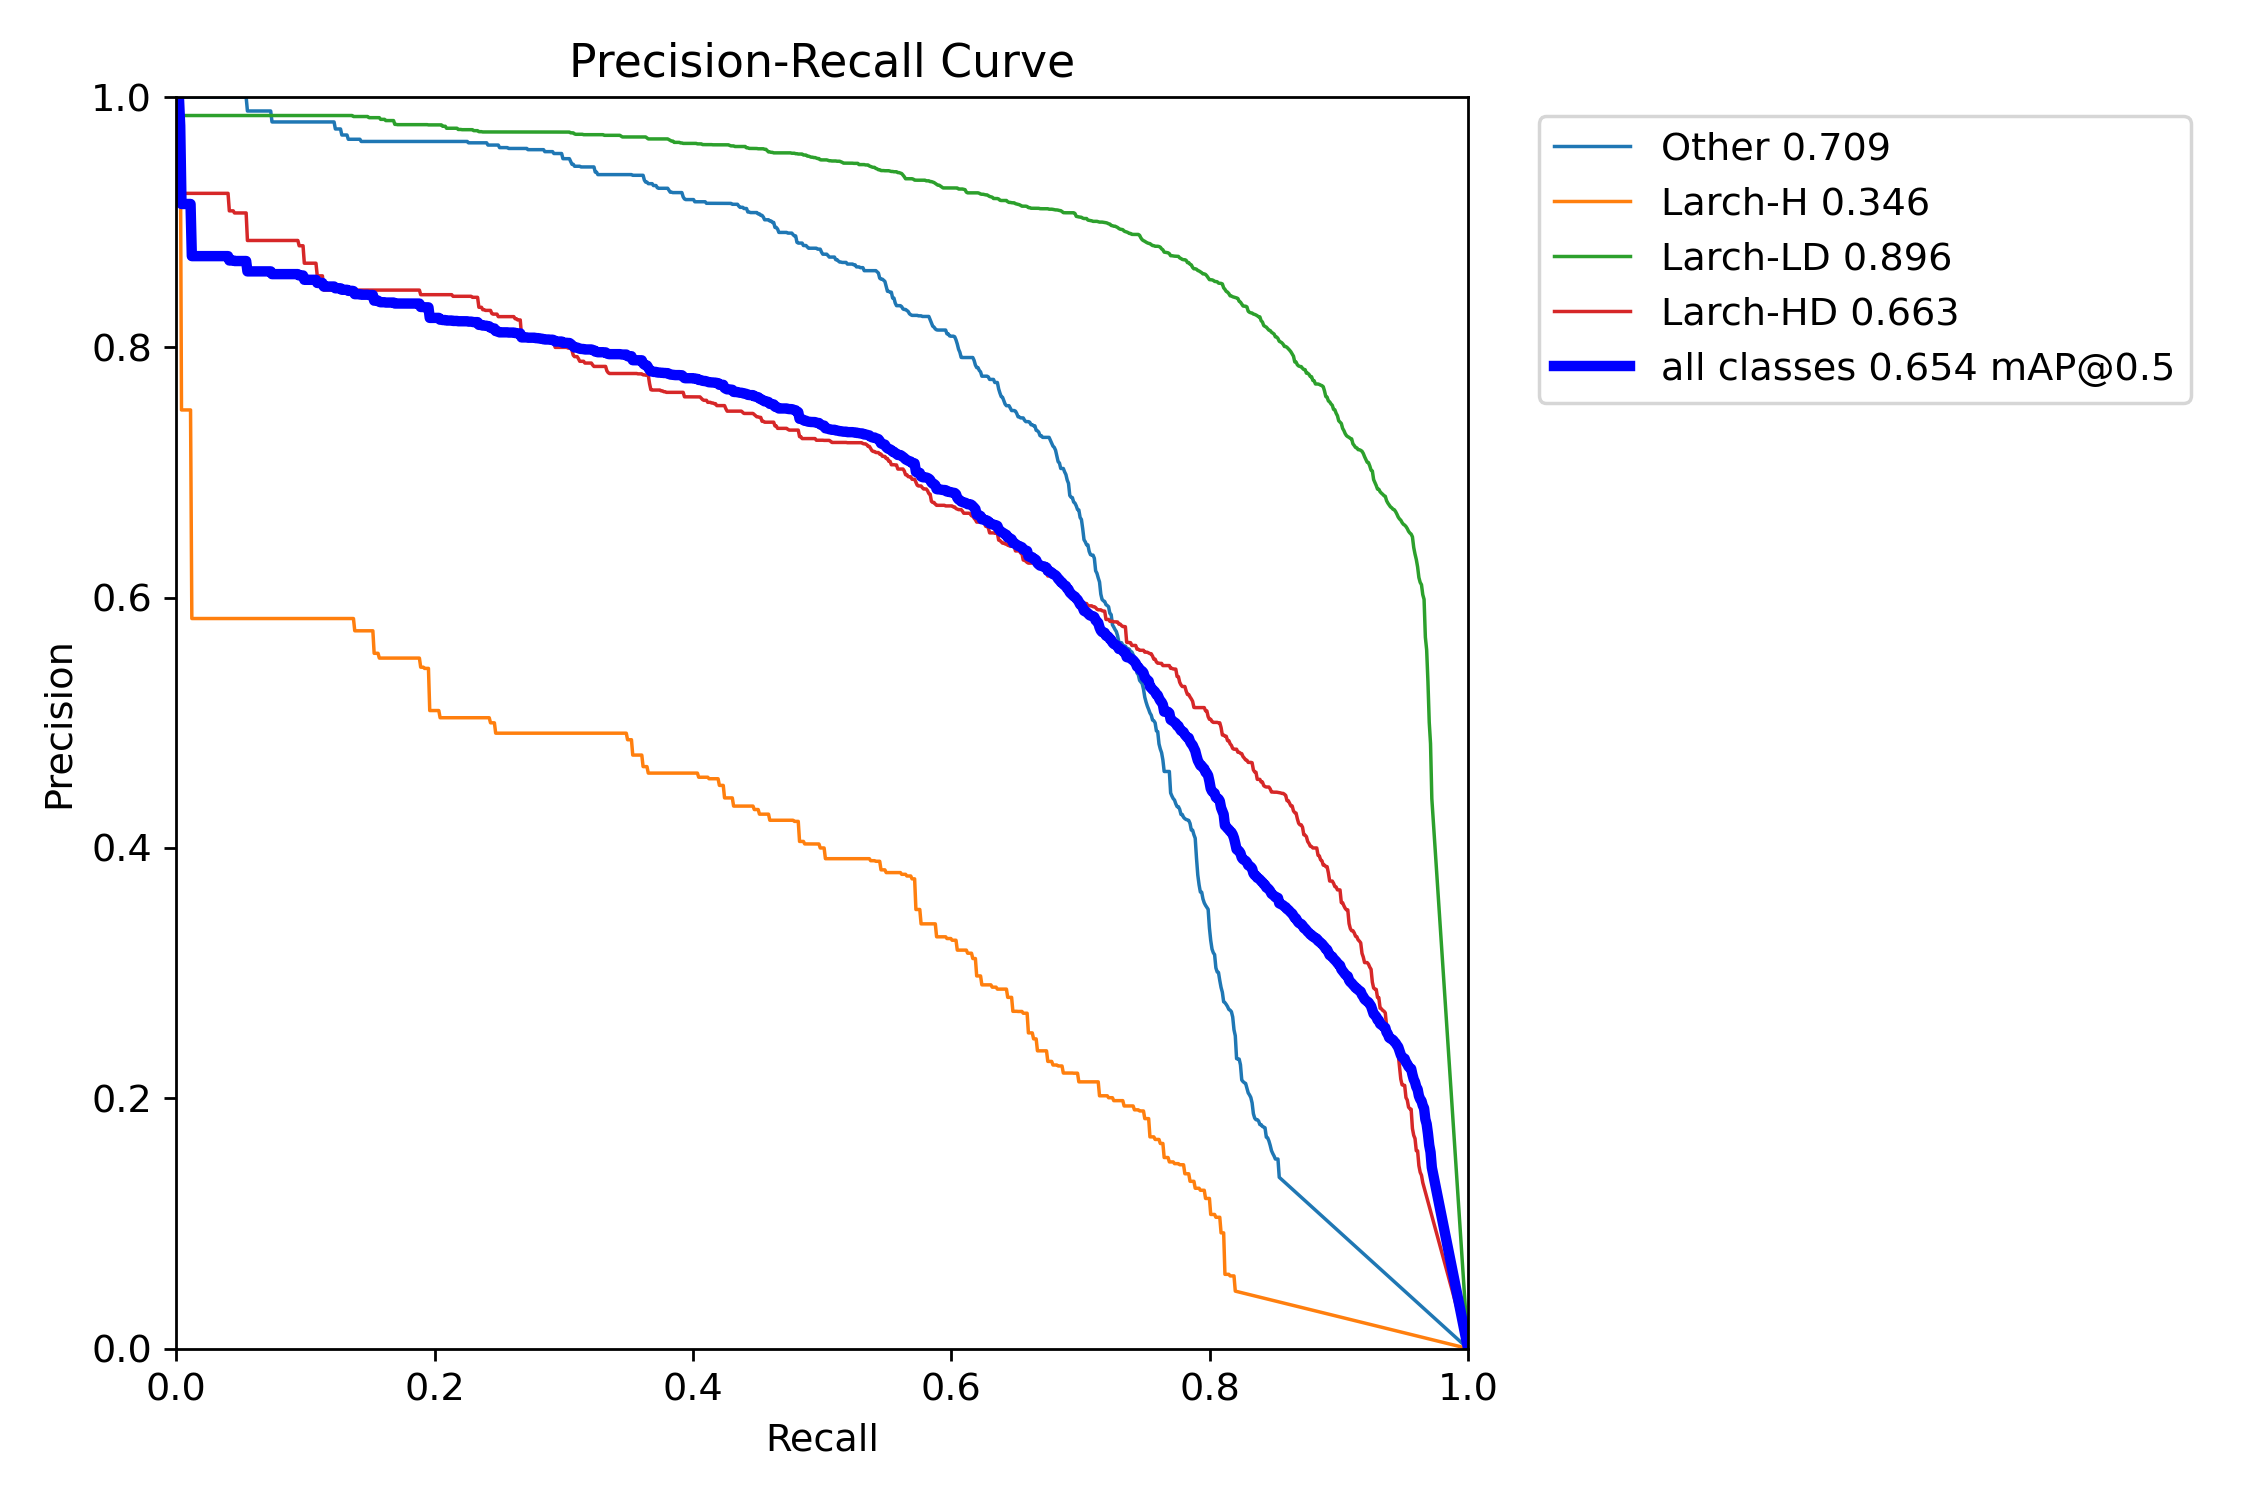 Precision-Recall Curve
1.0
0.8
0.6
0.4
0.2
0.0
Precision
0.0 0.2 0.4 0.6 0.8 1.0
Recall
Other 0.709
Larch-H 0.346
Larch-LD 0.896
Larch-HD 0.663
all classes 0.654 mAP@0.5